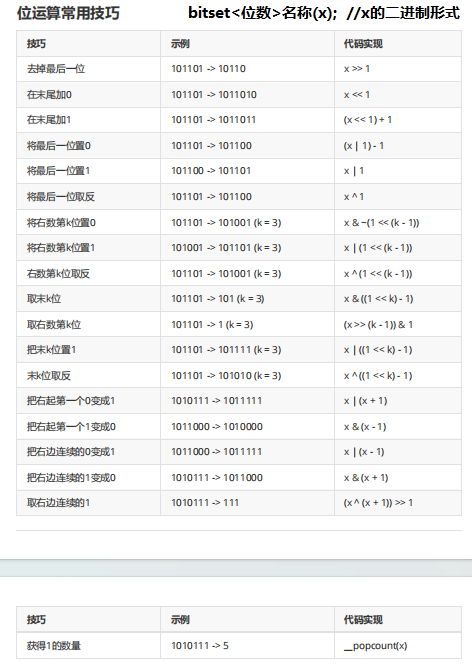 位运算常用技巧 bitset<位数>名称(x); //x的二进制形式
技巧 示例 代码实现
去掉最后一位 101101 -> 10110 x >> 1
在末尾加0 101101 -> 1011010 x << 1
在末尾加1 101101 -> 1011011 (x << 1) + 1
将最后一位置0 101101 -> 101100 (x | 1) - 1
将最后一位置1 101100 -> 101101 x | 1
将最后一位取反 101101 -> 101100 x ^ 1
将右数第k位置0 101101 -> 101001 (k = 3) x & ~(1 << (k - 1))
将右数第k位置1 101001 -> 101101 (k = 3) x | (1 << (k - 1))
右数第k位取反 101101 -> 101001 (k = 3) x ^ (1 << (k - 1))
取末k位 101101 -> 101 (k = 3) x & ((1 << k) - 1)
取右数第k位 101101 -> 1 (k = 3) (x >> (k - 1)) & 1
把末k位置1 101101 -> 101111 (k = 3) x | ((1 << k) - 1)
末k位取反 101101 -> 101010 (k = 3) x ^ ((1 << k) - 1)
把右起第一个0变成1 1010111 -> 1011111 x | (x + 1)
把右起第一个1变成0 1011000 -> 1010000 x & (x - 1)
把右边连续的0变成1 1011000 -> 1011111 x | (x - 1)
把右边连续的1变成0 1010111 -> 1011000 x & (x + 1)
取右边连续的1 1010111 -> 111 (x ^ (x + 1)) >> 1
技巧 示例 代码实现
获得1的数量 1010111 -> 5 __popcount(x)